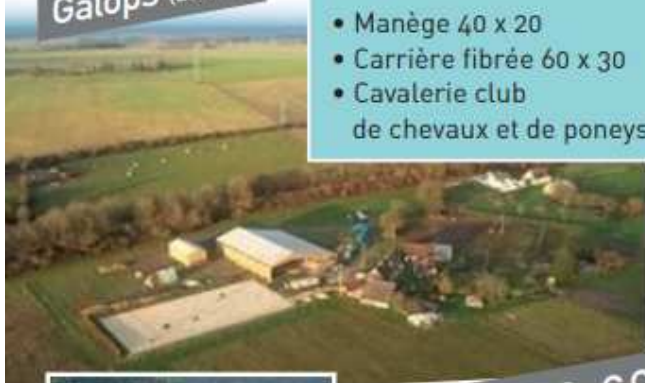 Galops
• Manège 40 x 20
• Carrière fibrée 60 x 30
• Cavalerie club
de chevaux et de poneys